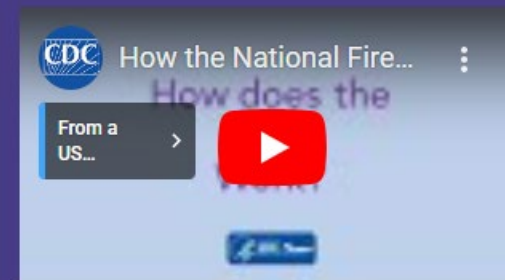 CDC
How the National Fire...
How does the
From a
US...